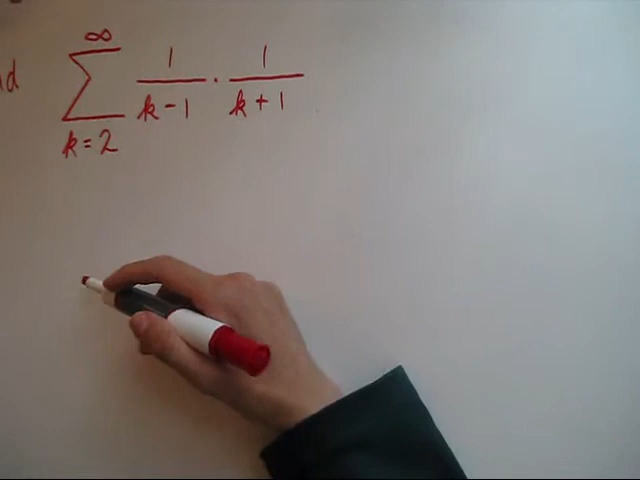 ∞
d ∑ 1/(k-1) · 1/(k+1)
k=2